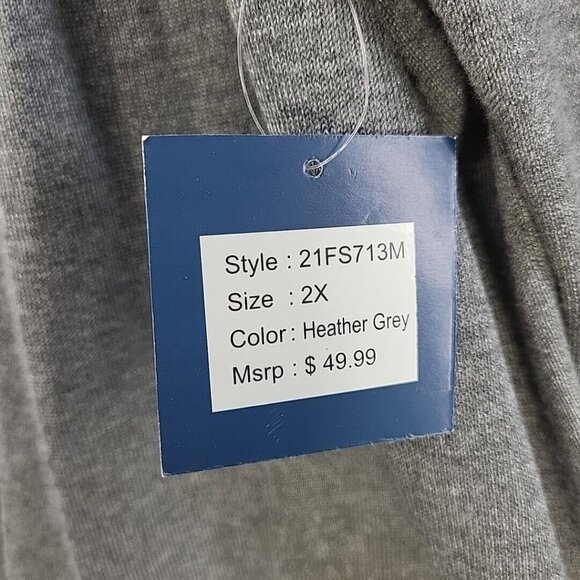 Style : 21FS713M
Size : 2X
Color : Heather Grey
Msrp : $ 49.99